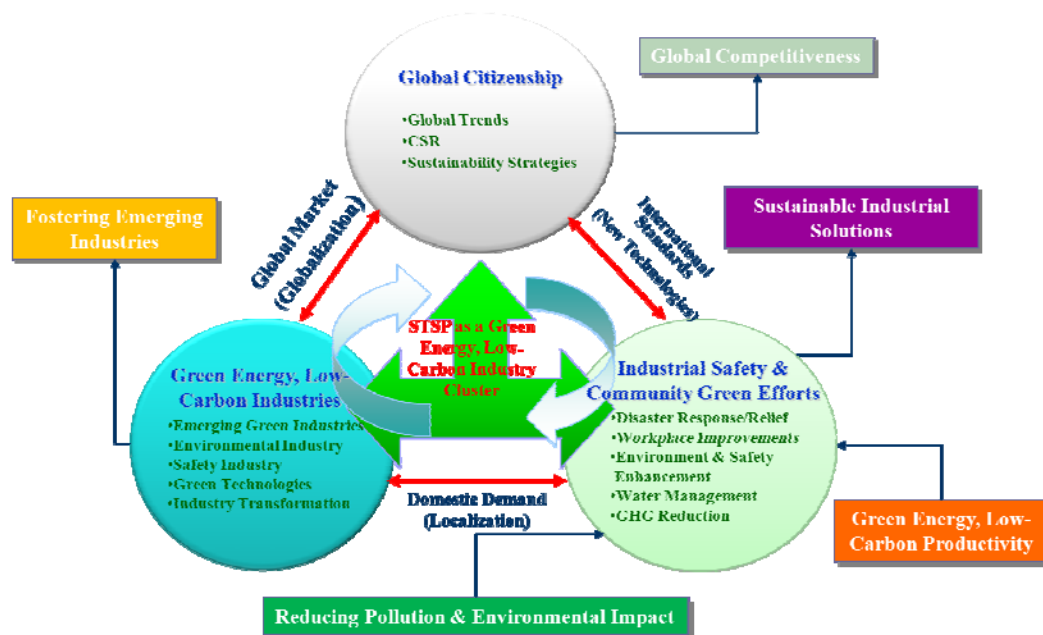 Global Competitiveness
Global Citizenship
•Global Trends
•CSR
•Sustainability Strategies
Fostering Emerging
Industries
Global Market
(Globalization)
International
Standards
(New Technologies)
Sustainable Industrial
Solutions
STSP as a Green
Energy, Low-
Carbon Industry
Cluster
Green Energy, Low-
Carbon Industries
•Emerging Green Industries
•Environmental Industry
•Safety Industry
•Green Technologies
•Industry Transformation
Industrial Safety &
Community Green Efforts
•Disaster Response/Relief
•Workplace Improvements
•Environment & Safety
Enhancement
•Water Management
•GHG Reduction
Domestic Demand
(Localization)
Green Energy, Low-
Carbon Productivity
Reducing Pollution & Environmental Impact